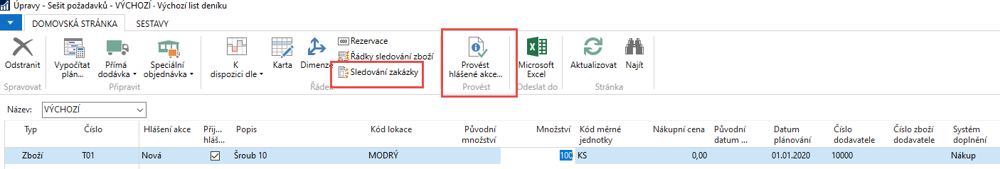 Úpravy - Sešit požadavků - VÝCHOZÍ · Výchozí list deníku
DOMOVSKÁ STRÁNKA SESTAVY
Odstranit
Vypočítat plán...
Přímá dodávka
Speciální objednávka
K dispozici dle
Karta
Dimenze
Rezervace
Řádky sledování zboží
Sledování zakázky
Provést hlášené akce...
Microsoft Excel
Aktualizovat
Najít
Spravovat Připravit Řádek Provést Odeslat do Stránka
Název: VÝCHOZÍ
Typ Číslo Hlášení akce Přij... hláš... Popis Kód lokace Původní množství Množství Kód měrné jednotky Nákupní cena Původní datum ... Datum plánování Číslo dodavatele Číslo zboží dodavatele Systém doplnění
Zboží T01 Nová Šroub 10 MODRÝ 100 KS 0,00 01.01.2020 10000 Nákup